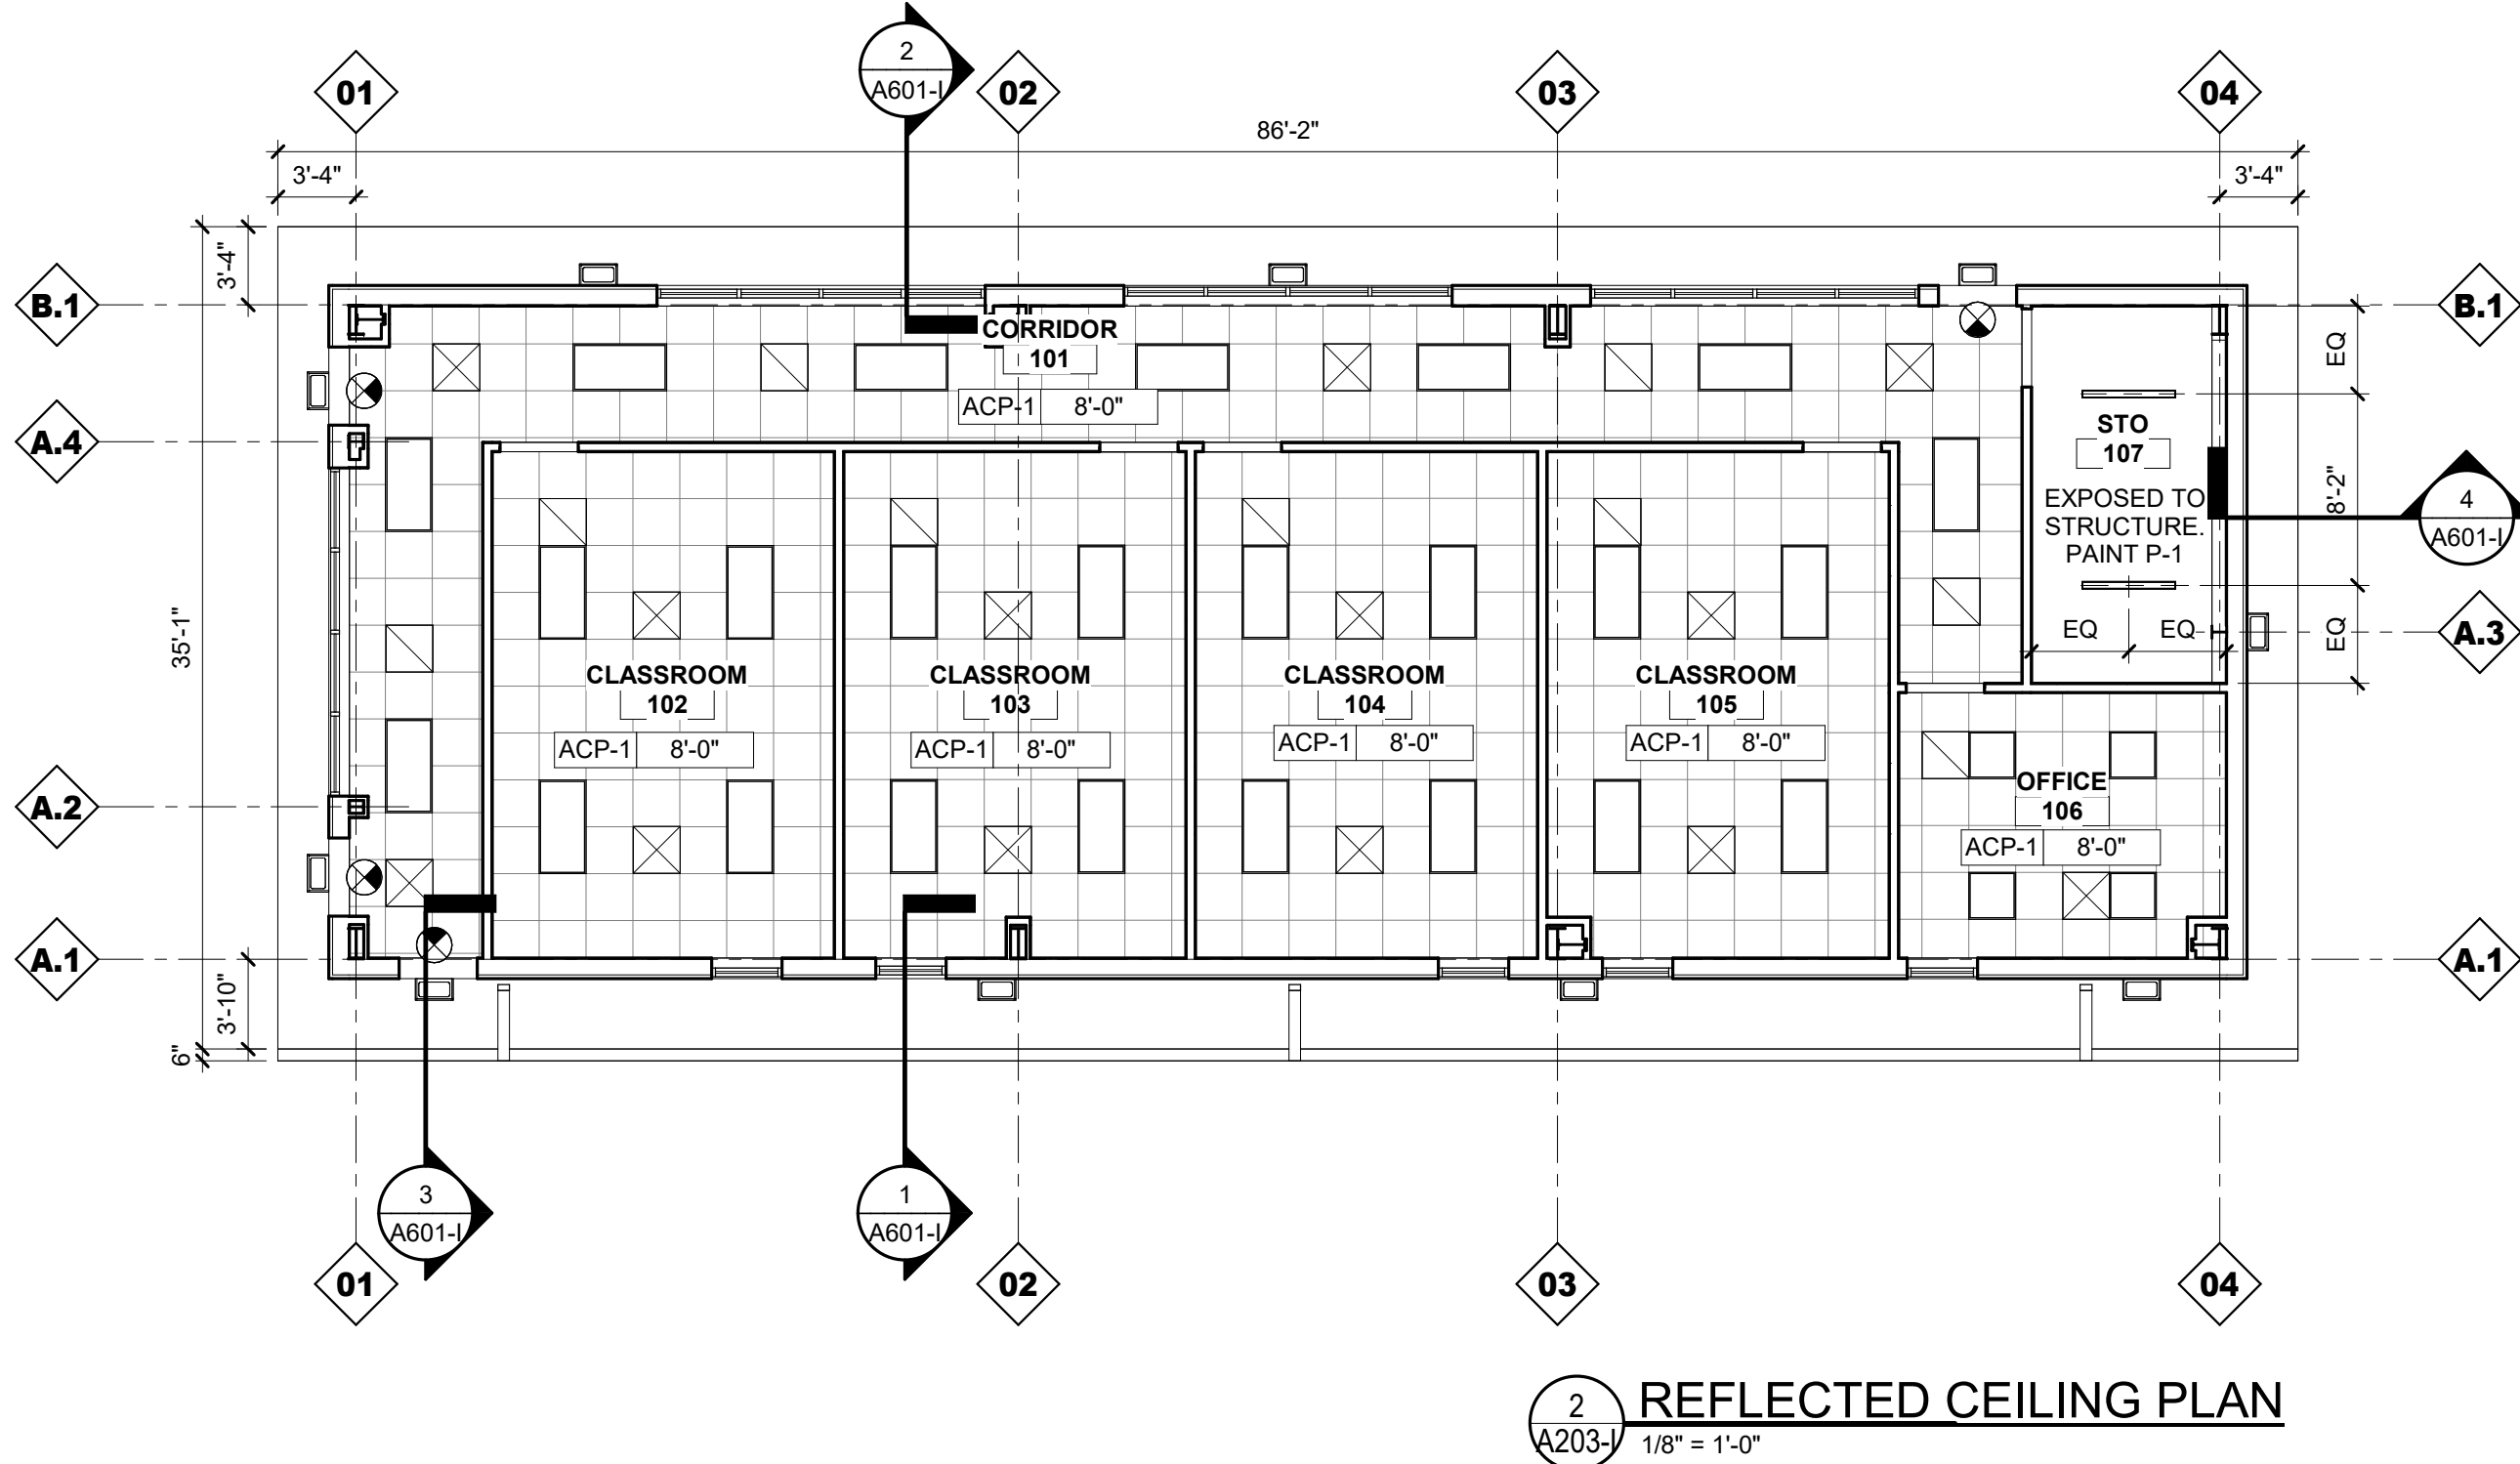 2
A601-I
01
02
03
04
86'-2"
3'-4"
3'-4"
3'-4"
B.1
B.1
CORRIDOR
101
ACP-1 8'-0"
EQ
A.4
STO
107
EXPOSED TO
STRUCTURE.
PAINT P-1
8'-2"
4
A601-I
35'-1"
EQ EQ
EQ
A.3
CLASSROOM
102
ACP-1 8'-0"
CLASSROOM
103
ACP-1 8'-0"
CLASSROOM
104
ACP-1 8'-0"
CLASSROOM
105
ACP-1 8'-0"
OFFICE
106
ACP-1 8'-0"
A.2
A.1
A.1
3'-10"
6"
3
A601-I
1
A601-I
01
02
03
04
2
A203-I
REFLECTED CEILING PLAN
1/8" = 1'-0"